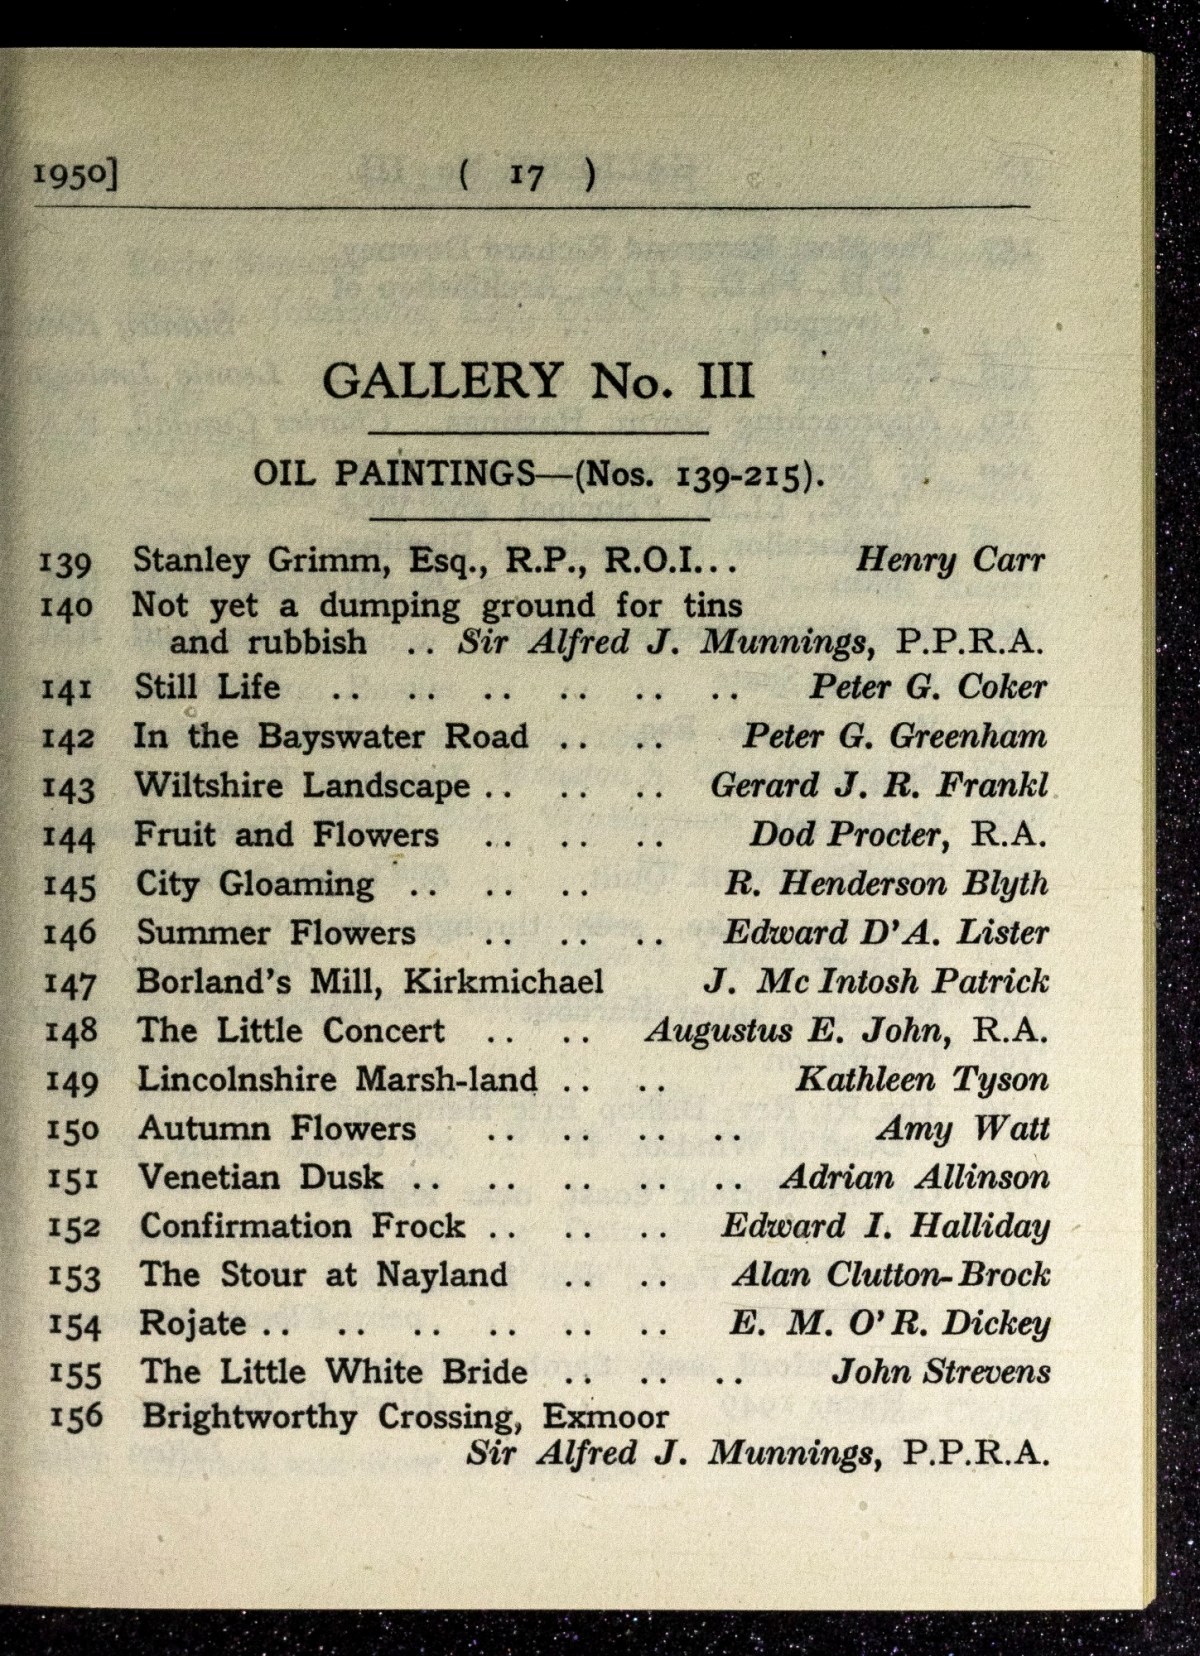 1950] ( 17 )
GALLERY No. III
OIL PAINTINGS—(Nos. 139-215).
139 Stanley Grimm, Esq., R.P., R.O.I... Henry Carr
140 Not yet a dumping ground for tins
and rubbish .. Sir Alfred J. Munnings, P.P.R.A.
141 Still Life .. .. .. .. .. .. Peter G. Coker
142 In the Bayswater Road .. .. Peter G. Greenham
143 Wiltshire Landscape .. .. .. Gerard J. R. Frankl
144 Fruit and Flowers .. .. .. Dod Procter, R.A.
145 City Gloaming .. .. .. R. Henderson Blyth
146 Summer Flowers .. .. .. Edward D'A. Lister
147 Borland's Mill, Kirkmichael J. Mc Intosh Patrick
148 The Little Concert .. .. Augustus E. John, R.A.
149 Lincolnshire Marsh-land .. .. Kathleen Tyson
150 Autumn Flowers .. .. .. .. Amy Watt
151 Venetian Dusk .. .. .. .. .. Adrian Allinson
152 Confirmation Frock .. .. .. Edward I. Halliday
153 The Stour at Nayland .. .. Alan Clutton-Brock
154 Rojate .. .. .. .. .. .. E. M. O'R. Dickey
155 The Little White Bride .. .. .. John Strevens
156 Brightworthy Crossing, Exmoor
Sir Alfred J. Munnings, P.P.R.A.